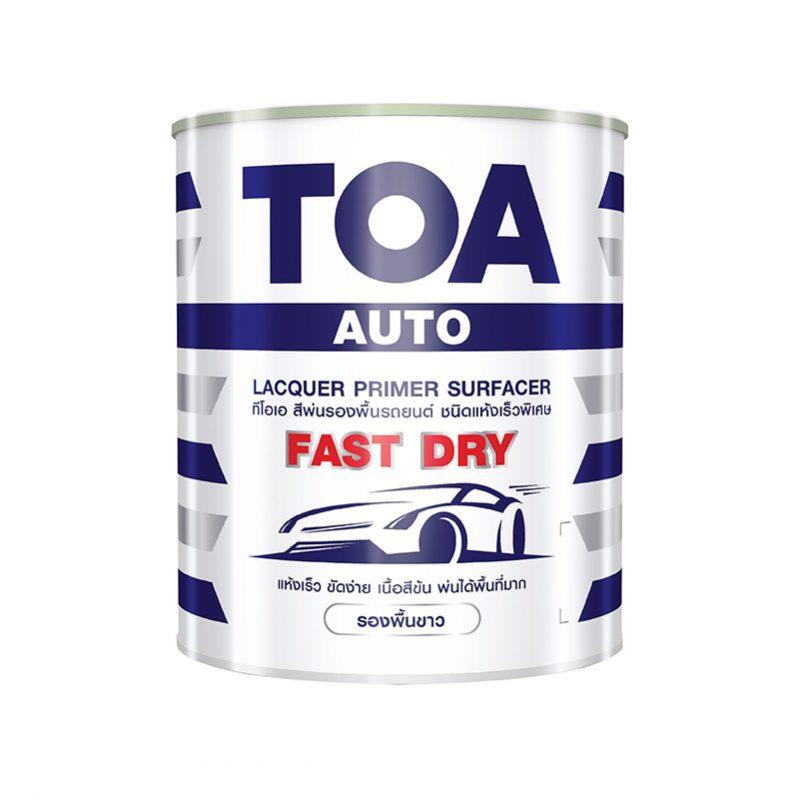 TOA
AUTO
LACQUER PRIMER SURFACER
ทีโอเอ สีพ่นรองพื้นรถยนต์ ชนิดแห้งเร็วพิเศษ
FAST DRY
แห้งเร็ว ขัดง่าย เนื้อสีข้น พ่นได้พื้นที่มาก
รองพื้นขาว